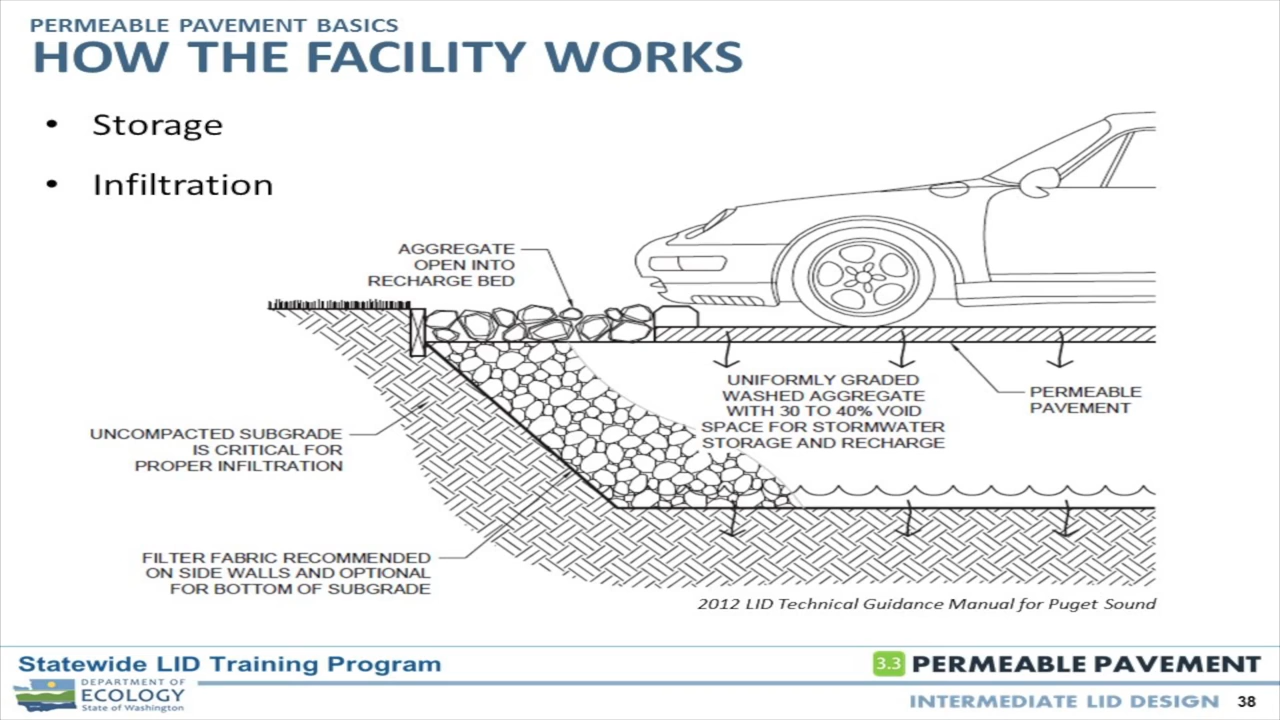 PERMEABLE PAVEMENT BASICS
HOW THE FACILITY WORKS
• Storage
• Infiltration
AGGREGATE
OPEN INTO
RECHARGE BED
UNIFORMLY GRADED
WASHED AGGREGATE
WITH 30 TO 40% VOID
SPACE FOR STORMWATER
STORAGE AND RECHARGE
PERMEABLE
PAVEMENT
UNCOMPACTED SUBGRADE
IS CRITICAL FOR
PROPER INFILTRATION
FILTER FABRIC RECOMMENDED
ON SIDE WALLS AND OPTIONAL
FOR BOTTOM OF SUBGRADE
2012 LID Technical Guidance Manual for Puget Sound
Statewide LID Training Program
3.3 PERMEABLE PAVEMENT
DEPARTMENT OF
ECOLOGY
State of Washington
INTERMEDIATE LID DESIGN 38